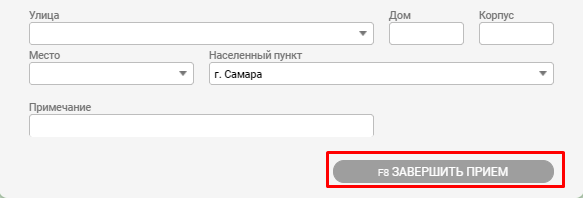 Улица Дом Корпус
Место Населенный пункт
г. Самара
Примечание
F8 ЗАВЕРШИТЬ ПРИЕМ